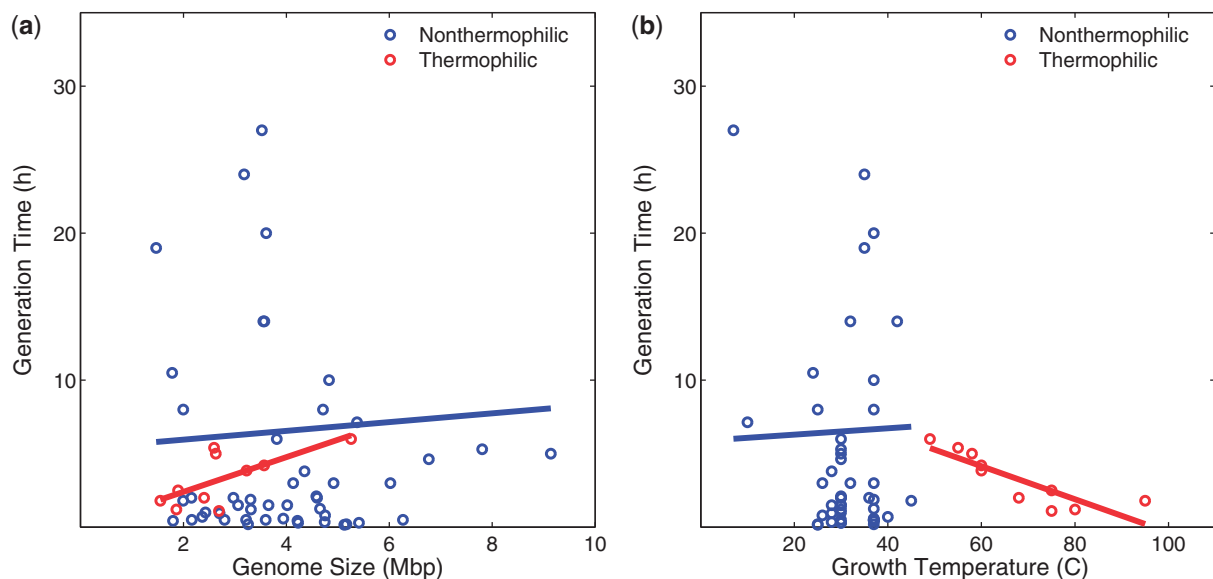 (a)
Nonthermophilic
Thermophilic
30
20
10
Generation Time (h)
2 4 6 8 10
Genome Size (Mbp)
(b)
Nonthermophilic
Thermophilic
30
20
10
Generation Time (h)
20 40 60 80 100
Growth Temperature (C)